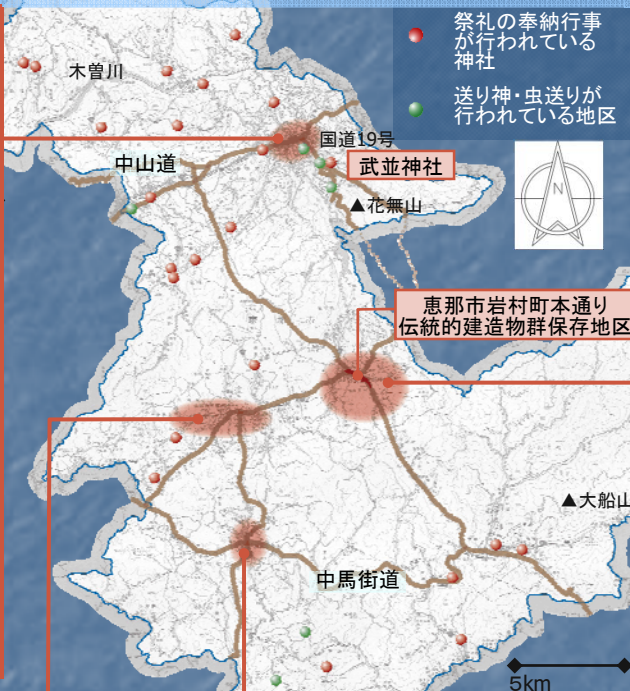 祭礼の奉納行事
が行われている
神社
送り神・虫送りが
行われている地区
木曽川
国道19号
中山道
武並神社
▲花無山
N
恵那市岩村町本通り
伝統的建造物群保存地区
▲大船山
中馬街道
5km